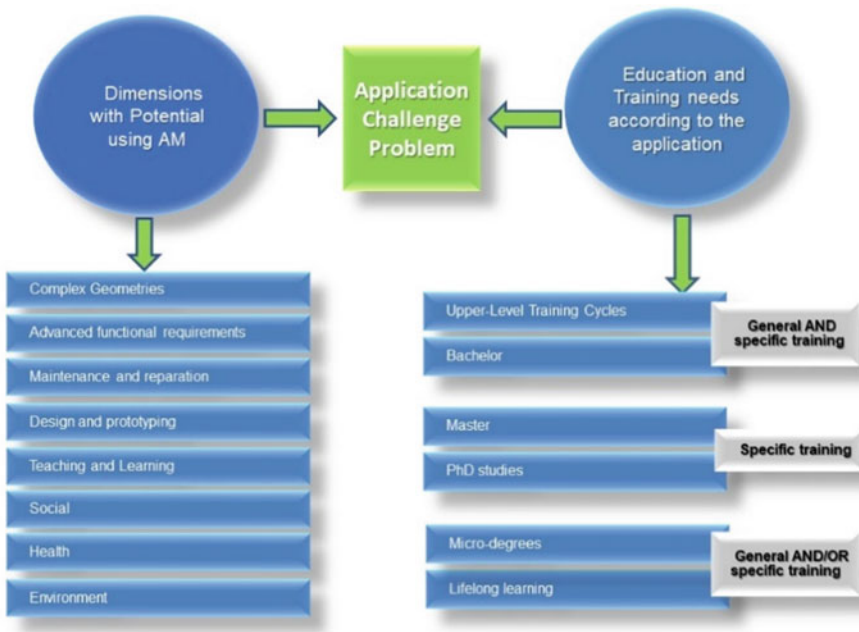 Dimensions
with Potential
using AM
Application
Challenge
Problem
Education and
Training needs
according to the
application
Complex Geometries
Advanced functional requirements
Maintenance and reparation
Design and prototyping
Teaching and Learning
Social
Health
Environment
Upper-Level Training Cycles
Bachelor
General AND
specific training
Master
PhD studies
Specific training
Micro-degrees
Lifelong learning
General AND/OR
specific training